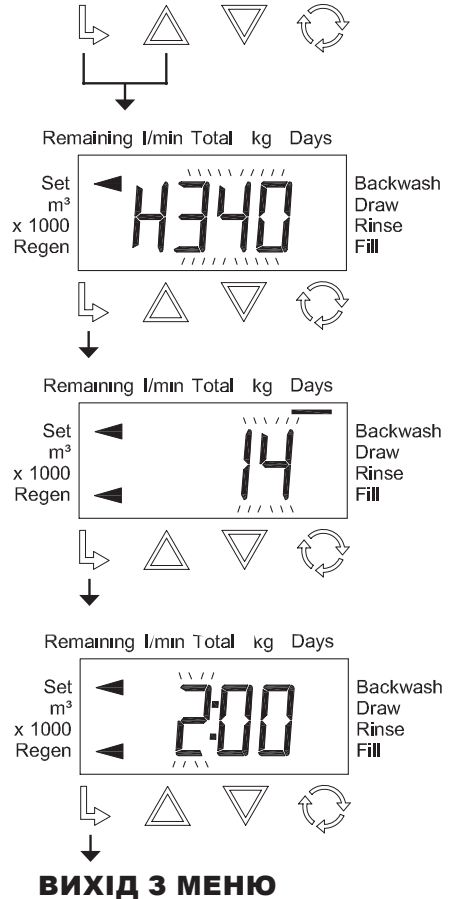 Remaining l/min Total kg Days
Set
m³
x 1000
Regen
H340
Backwash
Draw
Rinse
Fill
Remaining l/min Total kg Days
Set
m³
x 1000
Regen
14
Backwash
Draw
Rinse
Fill
Remaining l/min Total kg Days
Set
m³
x 1000
Regen
2:00
Backwash
Draw
Rinse
Fill
ВИХІД З МЕНЮ